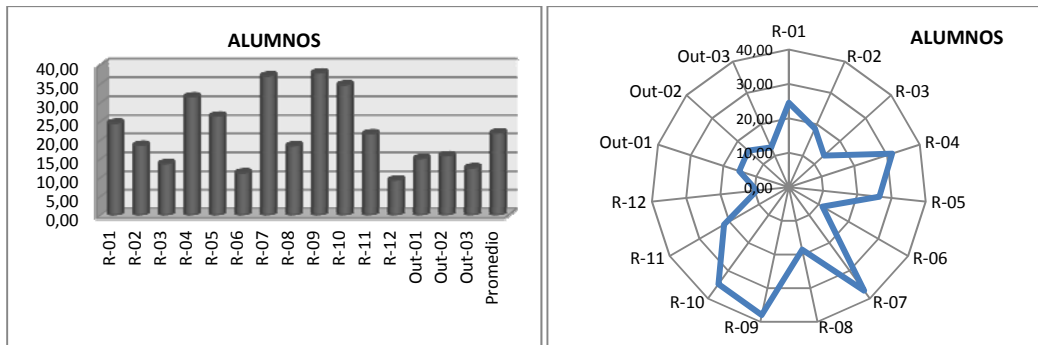 ALUMNOS
40,00
35,00
30,00
25,00
20,00
15,00
10,00
5,00
0,00
R-01
R-02
R-03
R-04
R-05
R-06
R-07
R-08
R-09
R-10
R-11
R-12
Out-01
Out-02
Out-03
Promedio
ALUMNOS
40,00
30,00
20,00
10,00
0,00
R-01
R-02
R-03
R-04
R-05
R-06
R-07
R-08
R-09
R-10
R-11
R-12
Out-01
Out-02
Out-03